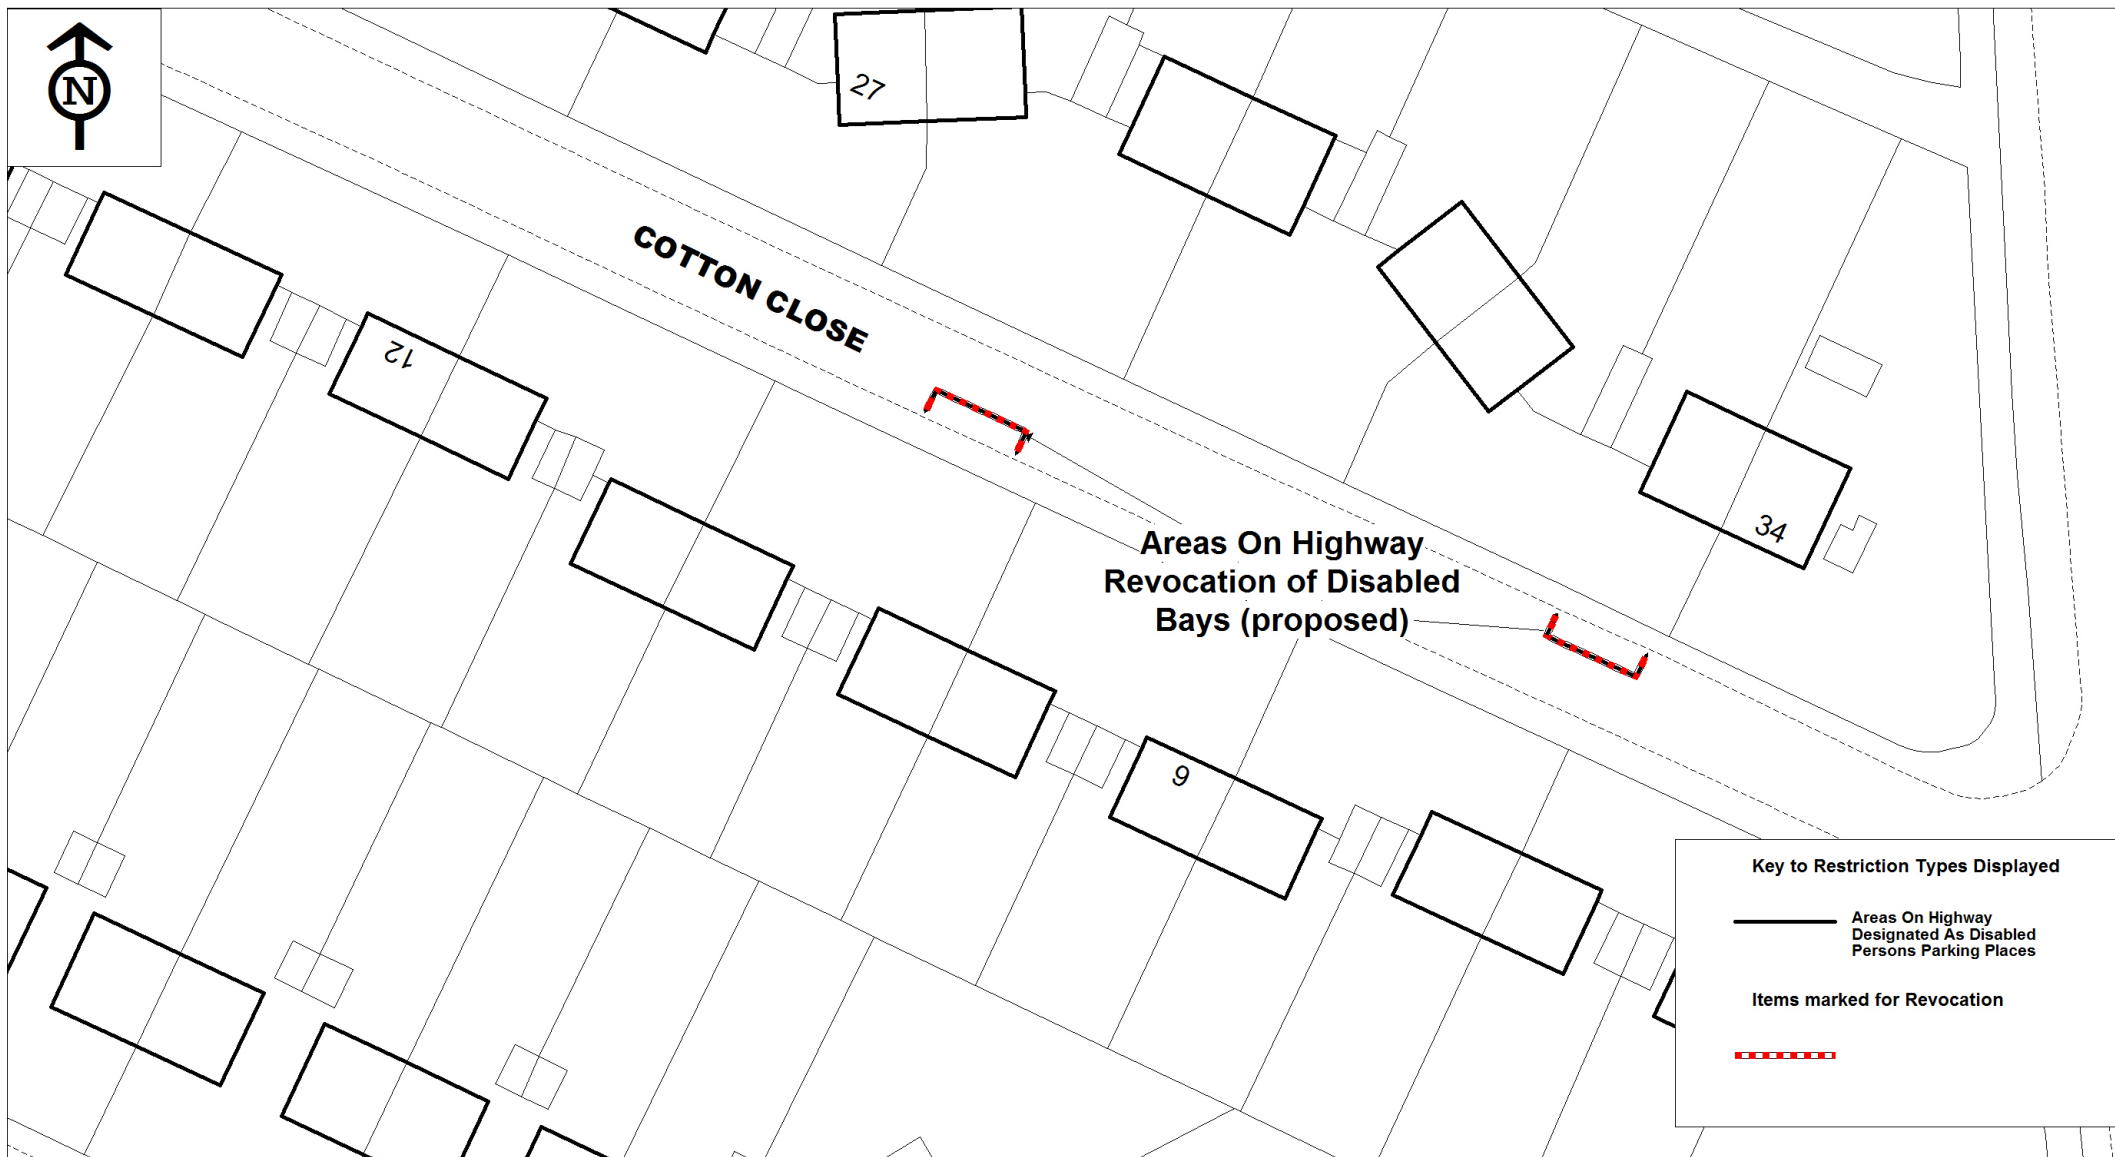 N
27
COTTON CLOSE
12
Areas On Highway
Revocation of Disabled
Bays (proposed)
34
9
Key to Restriction Types Displayed
Areas On Highway
Designated As Disabled
Persons Parking Places
Items marked for Revocation